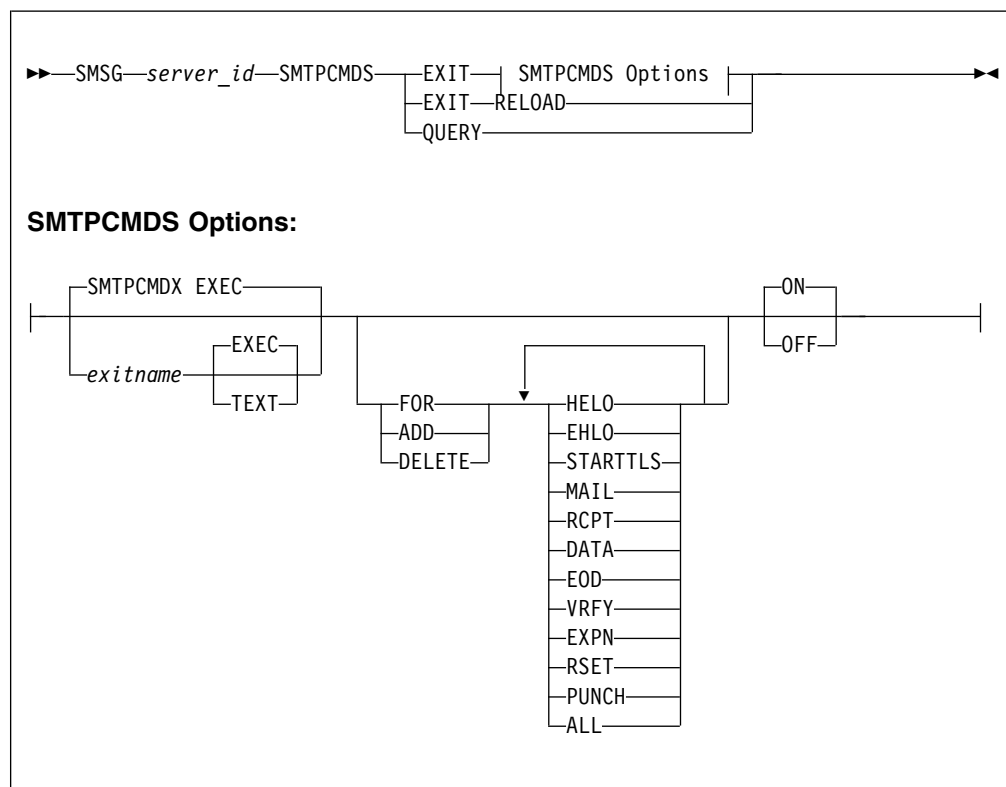 SMSG server_id SMTPCMDS EXIT SMTPCMDS Options
EXIT RELOAD
QUERY
SMTPCMDS Options:
SMTPCMDX EXEC ON
EXEC OFF
exitname
TEXT FOR HELO
ADD EHLO
DELETE STARTTLS
MAIL
RCPT
DATA
EOD
VRFY
EXPN
RSET
PUNCH
ALL